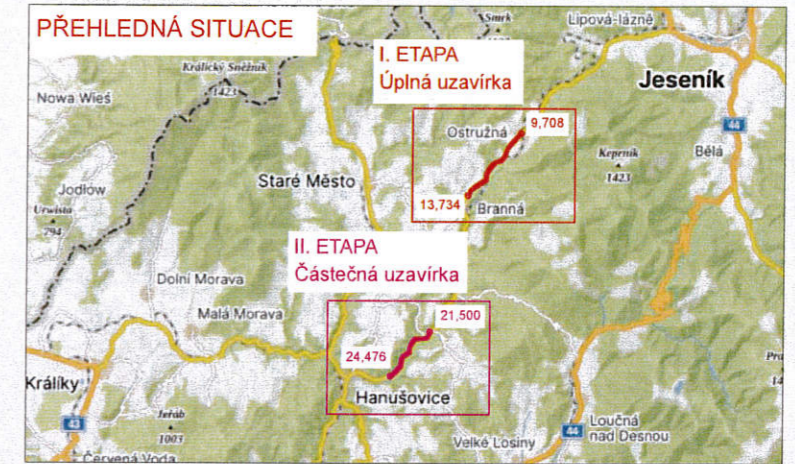 PŘEHLEDNÁ SITUACE
Smrk
Lipová-lázně
Králický Sněžník
1423
I. ETAPA
Úplná uzavírka
Jeseník
Nowa Wieś
44
Ostružná
9,708
Keprník
1423
Bělá
Jodłów
Staré Město
Urwista
794
13,734
Branná
II. ETAPA
Částečná uzavírka
Dolní Morava
Malá Morava
21,500
24,476
Králíky
Hanušovice
43
Jeřáb
1003
44
Loučná
nad Desnou
Velké Losiny
Červená Voda